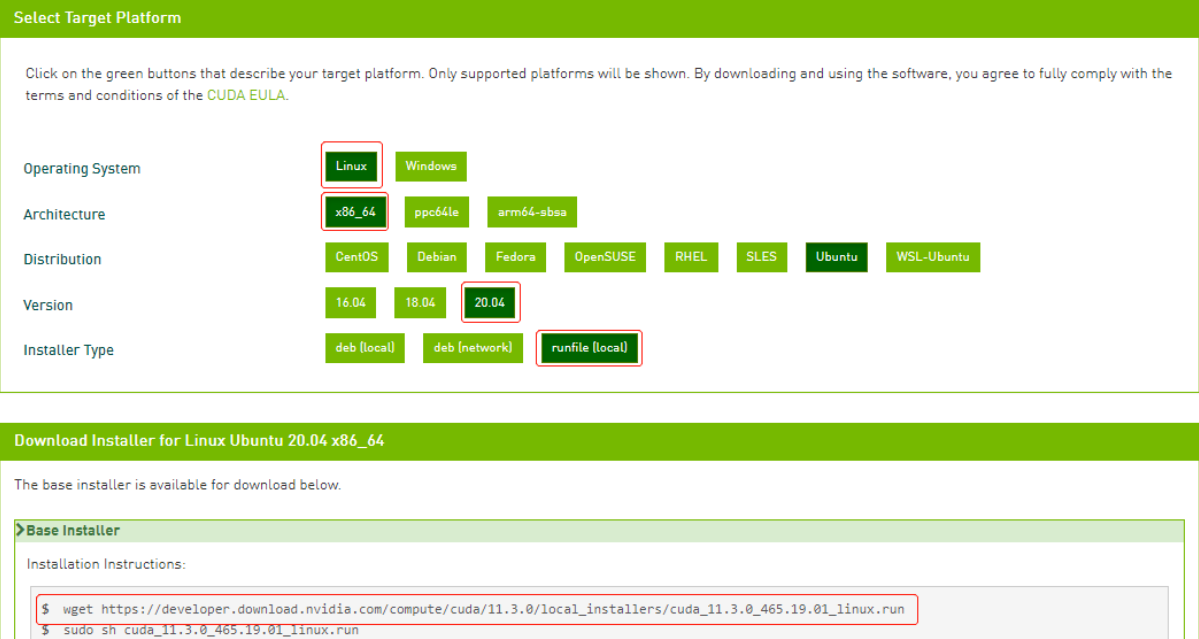 Select Target Platform
Click on the green buttons that describe your target platform. Only supported platforms will be shown. By downloading and using the software, you agree to fully comply with the
terms and conditions of the CUDA EULA.
Operating System Linux Windows
Architecture x86_64 ppc64le arm64-sbsa
Distribution CentOS Debian Fedora OpenSUSE RHEL SLES Ubuntu WSL-Ubuntu
Version 16.04 18.04 20.04
Installer Type deb (local) deb (network) runfile (local)
Download Installer for Linux Ubuntu 20.04 x86_64
The base installer is available for download below.
Base Installer
Installation Instructions:
$ wget https://developer.download.nvidia.com/compute/cuda/11.3.0/local_installers/cuda_11.3.0_465.19.01_linux.run
$ sudo sh cuda_11.3.0_465.19.01_linux.run